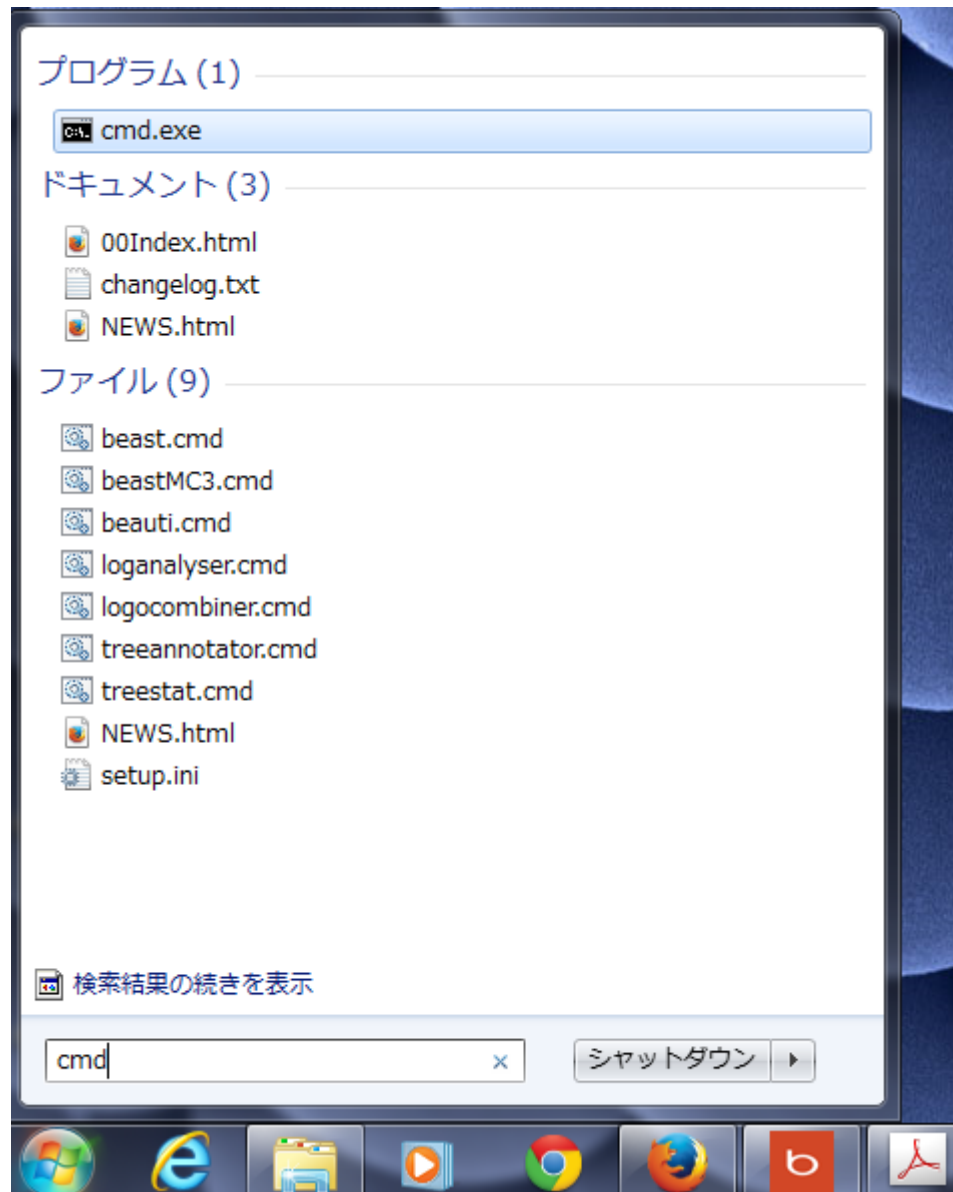 プログラム (1)
cmd.exe
ドキュメント (3)
00Index.html
changelog.txt
NEWS.html
ファイル (9)
beast.cmd
beastMC3.cmd
beauti.cmd
loganalyser.cmd
logocombiner.cmd
treeannotator.cmd
treestat.cmd
NEWS.html
setup.ini
検索結果の続きを表示
cmd
シャットダウン